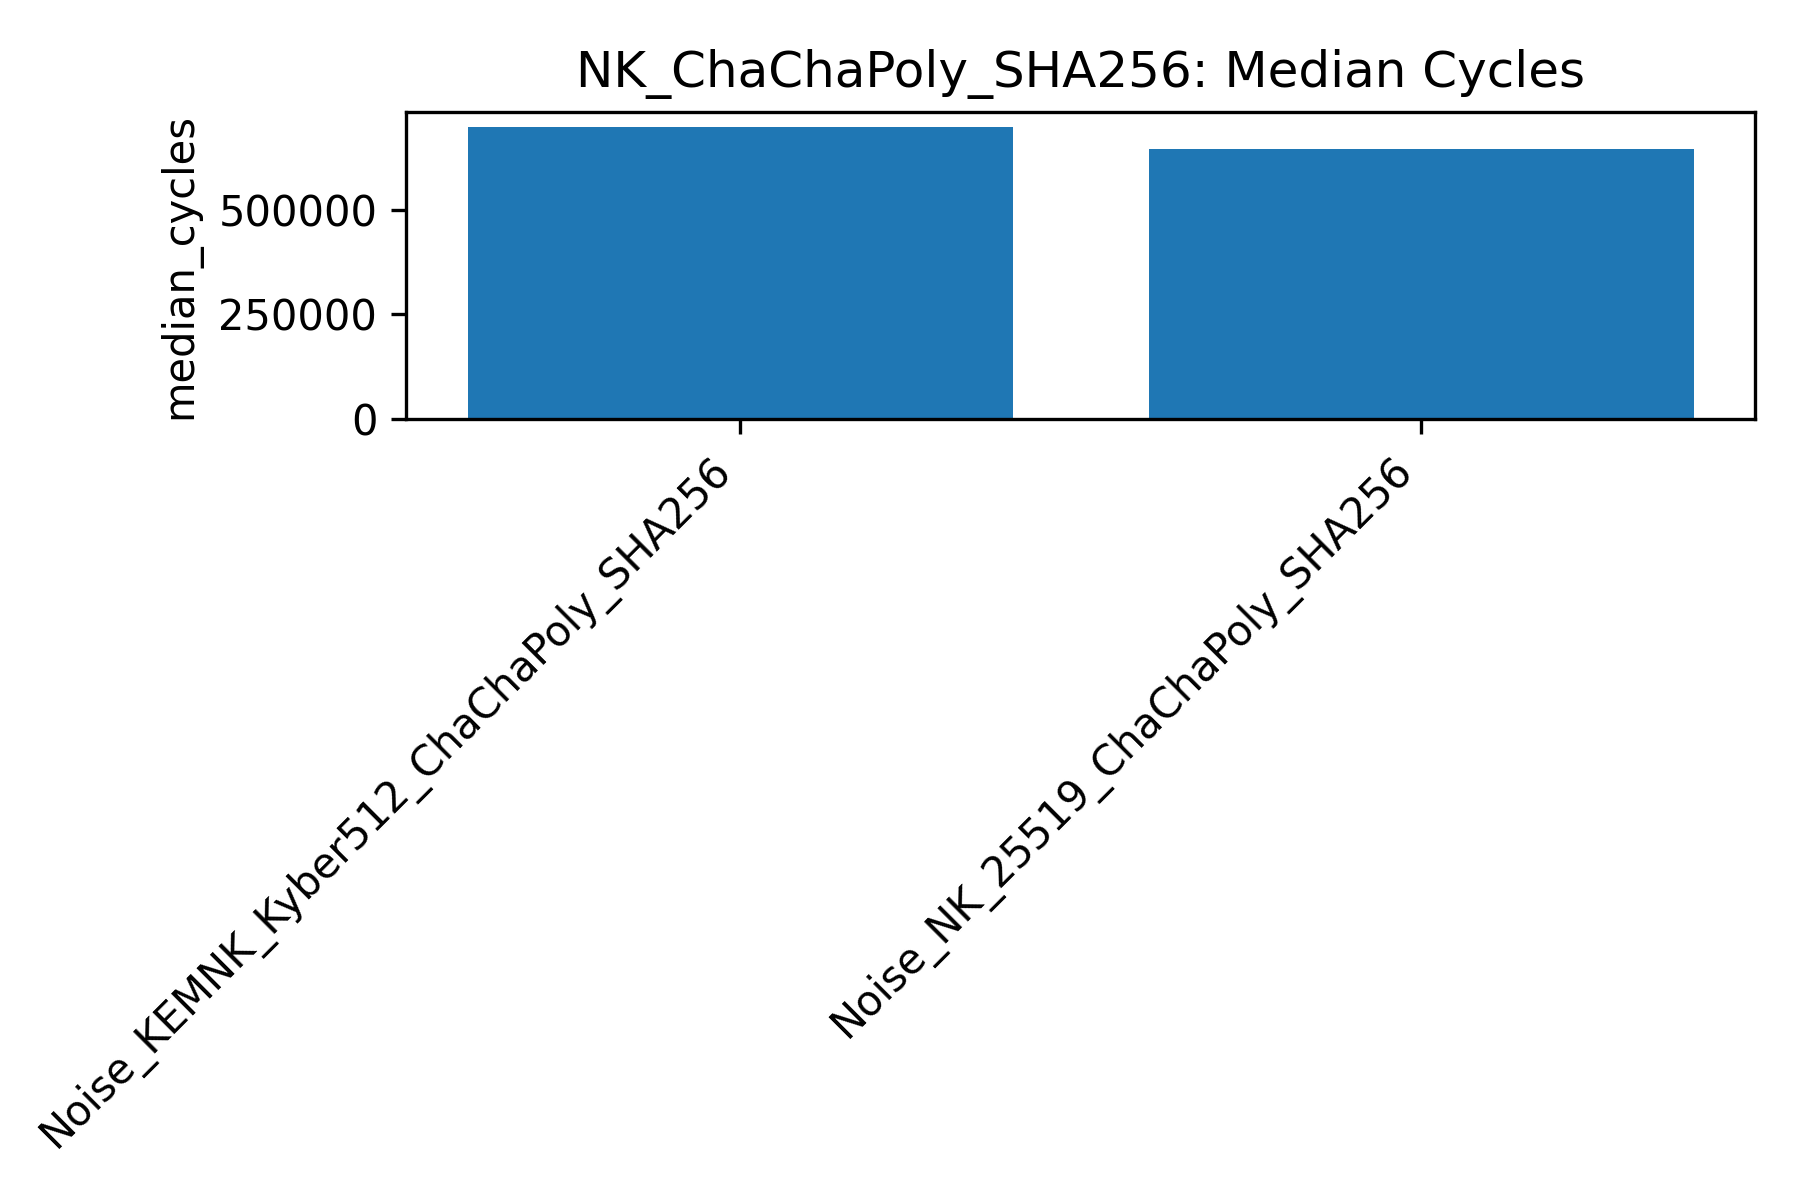 NK_ChaChaPoly_SHA256: Median Cycles
median_cycles
500000
250000
0
Noise_KEMNK_Kyber512_ChaChaPoly_SHA256
Noise_NK_25519_ChaChaPoly_SHA256